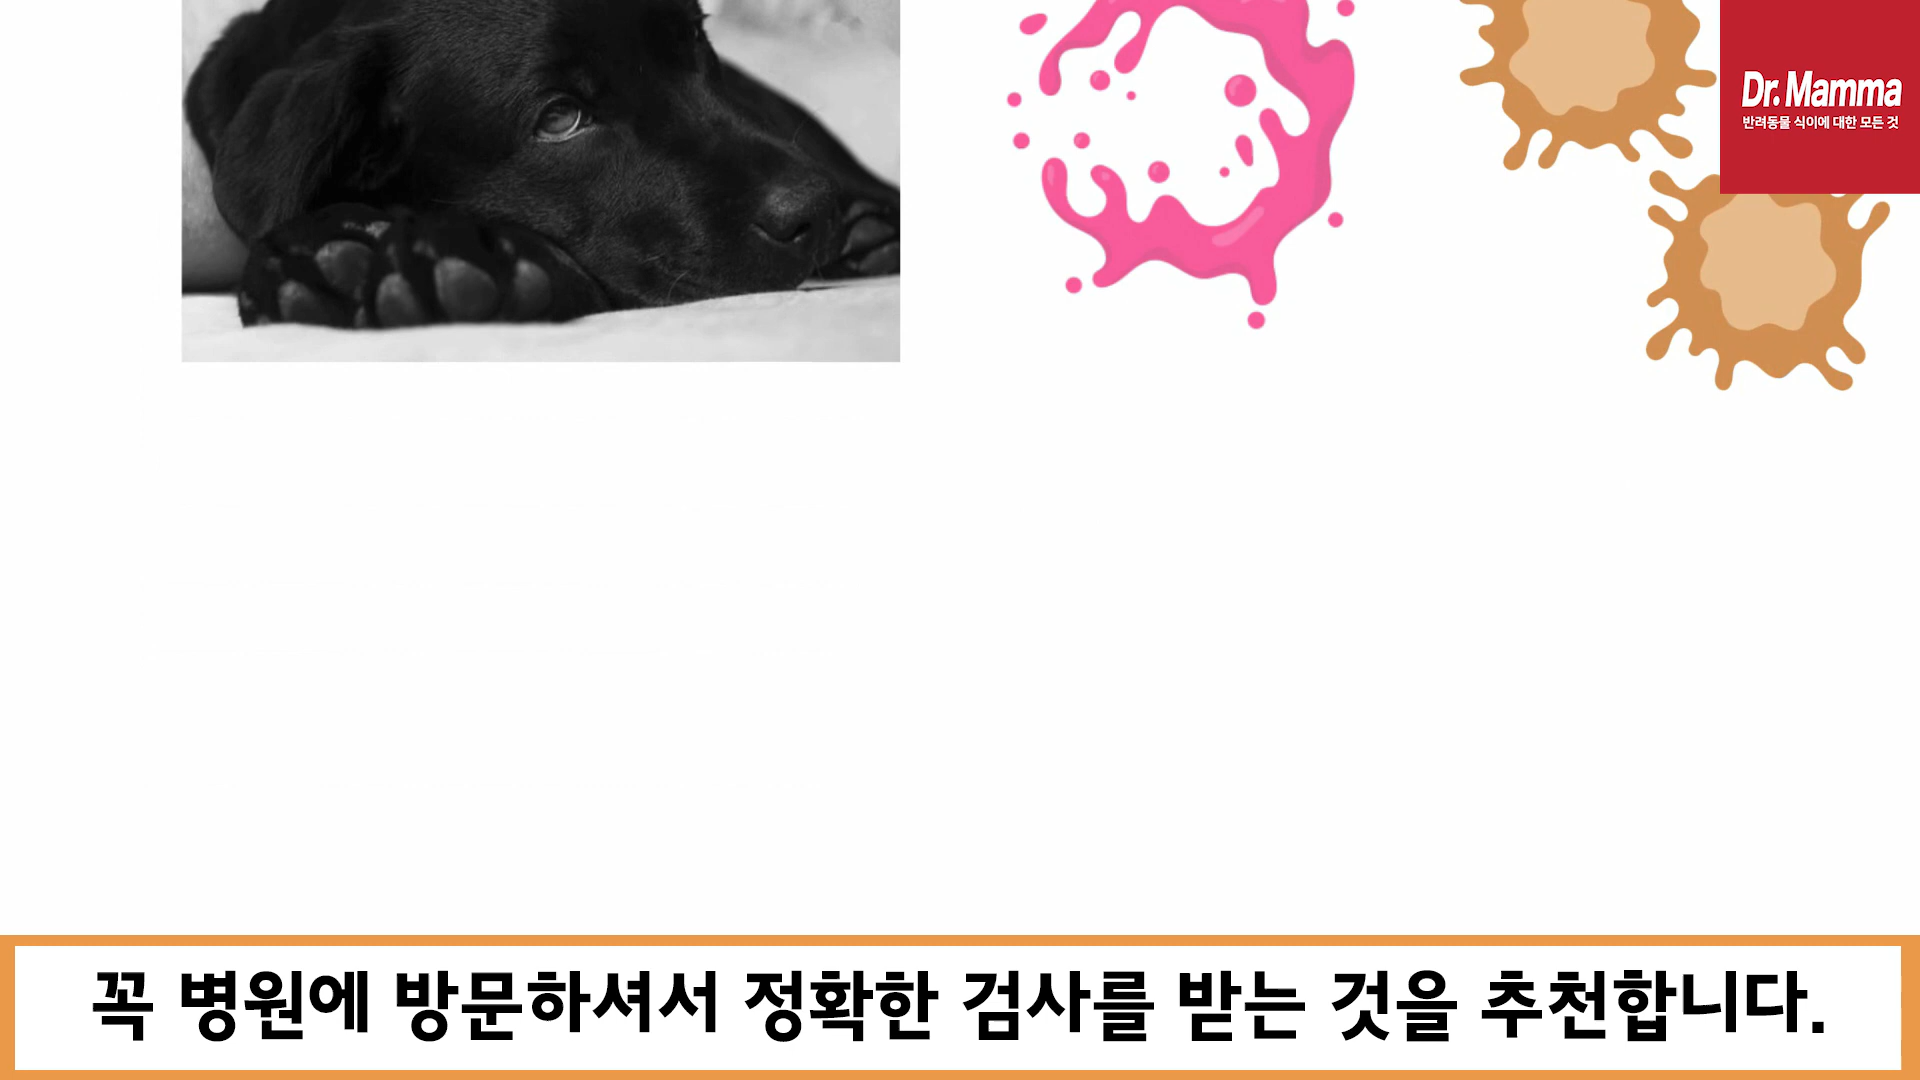 Dr. Mamma
반려동물 식이에 대한 모든 것
꼭 병원에 방문하셔서 정확한 검사를 받는 것을 추천합니다.